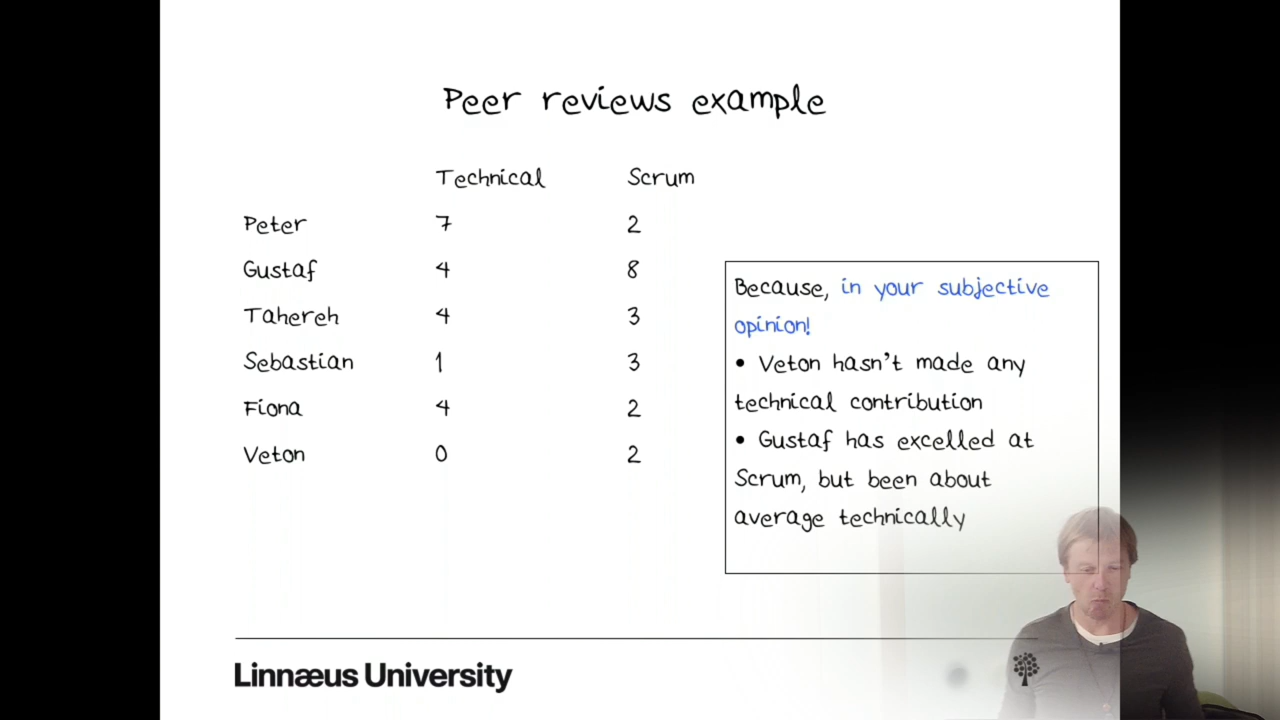 Peer reviews example
Technical Scrum
Peter 7 2
Gustaf 4 8
Tahereh 4 3
Sebastian 1 3
Fiona 4 2
Veton 0 2
Because, in your subjective
opinion!
• Veton hasn't made any
technical contribution
• Gustaf has excelled at
Scrum, but been about
average technically
Linnæus University